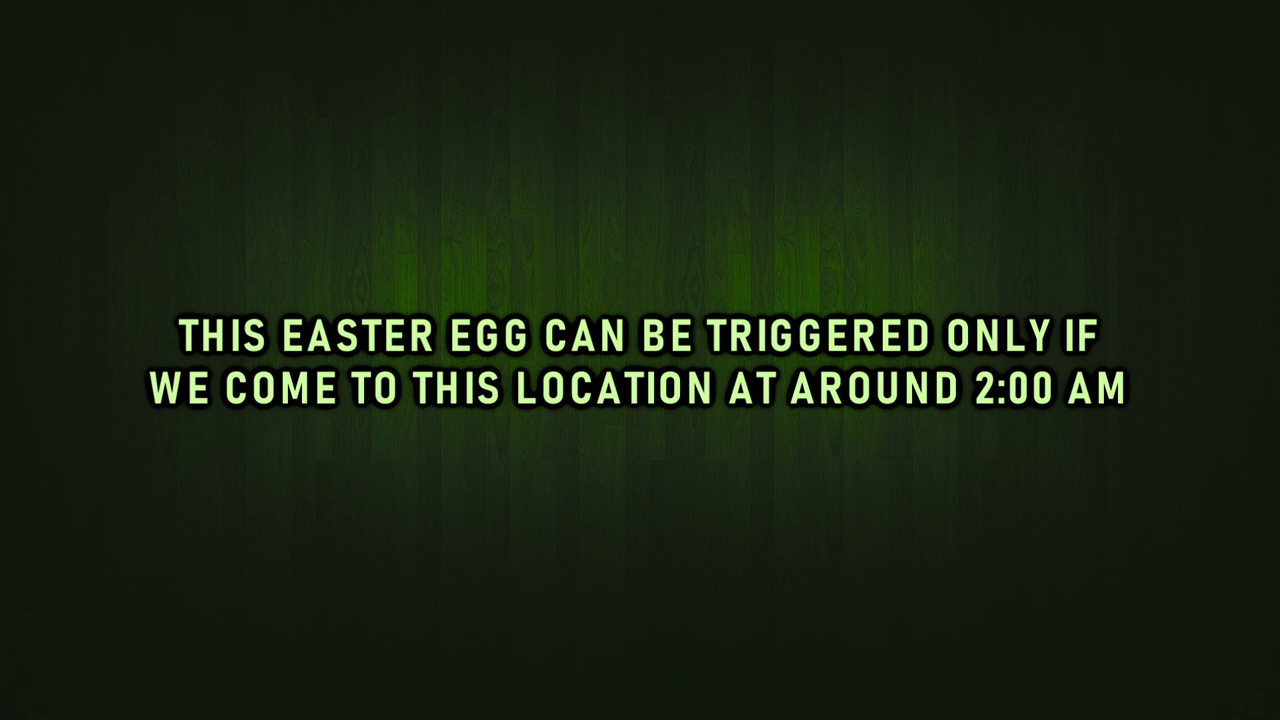 THIS EASTER EGG CAN BE TRIGGERED ONLY IF
WE COME TO THIS LOCATION AT AROUND 2:00 AM